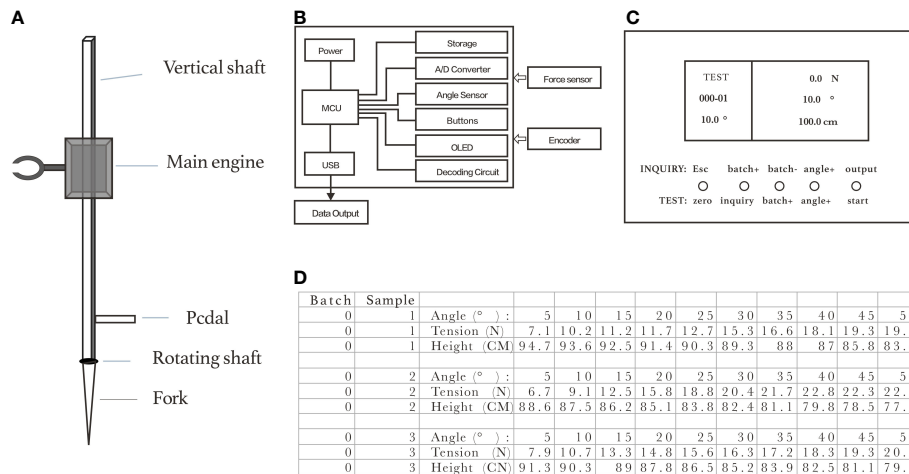 A
Vertical shaft
Main engine
Pcdal
Rotating shaft
Fork
B
Power
MCU
USB
Data Output
Storage
A/D Converter
Angle Sensor
Buttons
OLED
Decoding Circuit
Force sensor
Encoder
C
TEST
000-01
10.0 °
0.0 N
10.0 °
100.0 cm
INQUIRY: Esc batch+ batch- angle+ output
TEST: zero inquiry batch+ angle+ start
D
Batch Sample
0 1 Angle (° ) : 5 10 15 20 25 30 35 40 45 5
0 1 Tension (N) 7.1 10.2 11.2 11.7 12.7 15.3 16.6 18.1 19.3 19.
0 1 Height (CM) 94.7 93.6 92.5 91.4 90.3 89.3 88 87 85.8 83.
0 2 Angle (° ) : 5 10 15 20 25 30 35 40 45 5
0 2 Tension (N) 6.7 9.1 12.5 15.8 18.8 20.4 21.7 22.8 22.3 22.
0 2 Height (CM) 88.6 87.5 86.2 85.1 83.8 82.4 81.1 79.8 78.5 77.
0 3 Angle (° ) : 5 10 15 20 25 30 35 40 45 5
0 3 Tension (N) 7.9 10.7 13.3 14.8 15.6 16.3 17.2 18.3 19.3 20.
0 3 Height (CN) 91.3 90.3 89 87.8 86.5 85.2 83.9 82.5 81.1 79.